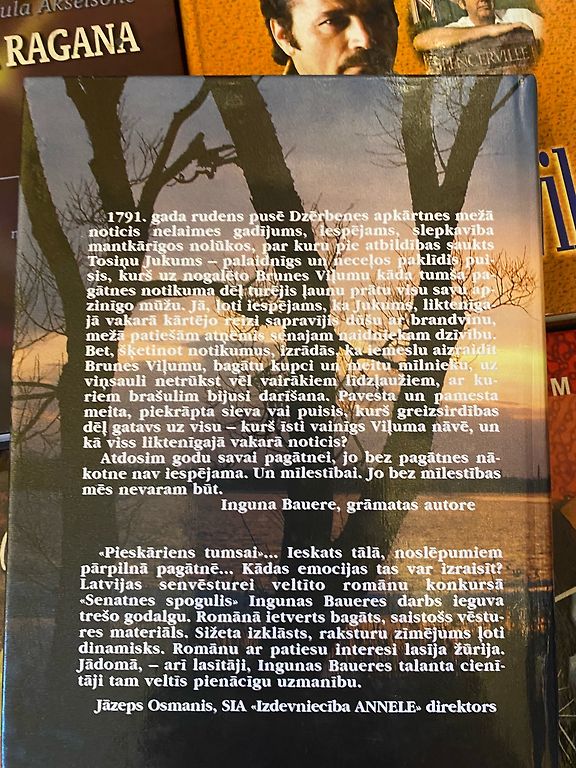 ula Akselsone
RAGANA
SPENCERVILLE
1791. gada rudens pusē Dzērbenes apkārtnes mežā
noticis nelaimes gadījums, iespējams, slepkavība
mantkārīgos nolūkos, par kuru pie atbildības saukts
Tosiņu Jukums – palaidnīgs un neceļos paklīdis pui-
sis, kurš uz nogalēto Brunes Viļumu kāda tumša pa-
gātnes notikuma dēļ turējis ļaunu prātu visu savu ap-
zinīgo mūžu. Jā, ļoti iespējams, ka Jukums, liktenīga-
jā vakarā kārtējo reizi sapravījis dūšu ar brandvīnu,
mežā patiešām atņēmis senajam naidniekam dzīvību.
Bet, šķetinot notikumus, izrādās, ka iemeslu aizraidīt
Brunes Viļumu, bagātu kupci un meitu mīlnieku, uz
viņsauli netrūkst vēl vairākiem līdzļaužiem, ar ku-
riem brašulim bijusi darīšana. Pavesta un pamesta
meita, piekrāpta sieva vai puisis, kurš greizsirdības
dēļ gatavs uz visu – kurš īsti vainīgs Viļuma nāvē, un
kā viss liktenīgajā vakarā noticis?
Atdosim godu savai pagātnei, jo bez pagātnes nā-
kotne nav iespējama. Un mīlestībai. Jo bez mīlestības
mēs nevaram būt.
Inguna Bauere, grāmatas autore
«Pieskāriens tumsai»... Ieskats tālā, noslēpumiem
pārpilnā pagātnē... Kādas emocijas tas var izraisīt?
Latvijas senvēsturei veltīto romānu konkursā
«Senatnes spogulis» Ingunas Baueres darbs ieguva
trešo godalgu. Romānā ietverts bagāts, saistošs vēstu-
res materiāls. Sižeta izklāsts, raksturu zīmējums ļoti
dinamisks. Romānu ar patiesu interesi lasīja žūrija.
Jādomā, – arī lasītāji, Ingunas Baueres talanta cienī-
tāji tam veltīs pienācīgu uzmanību.
Jāzeps Osmanis, SIA «Izdevniecība ANNELE» direktors